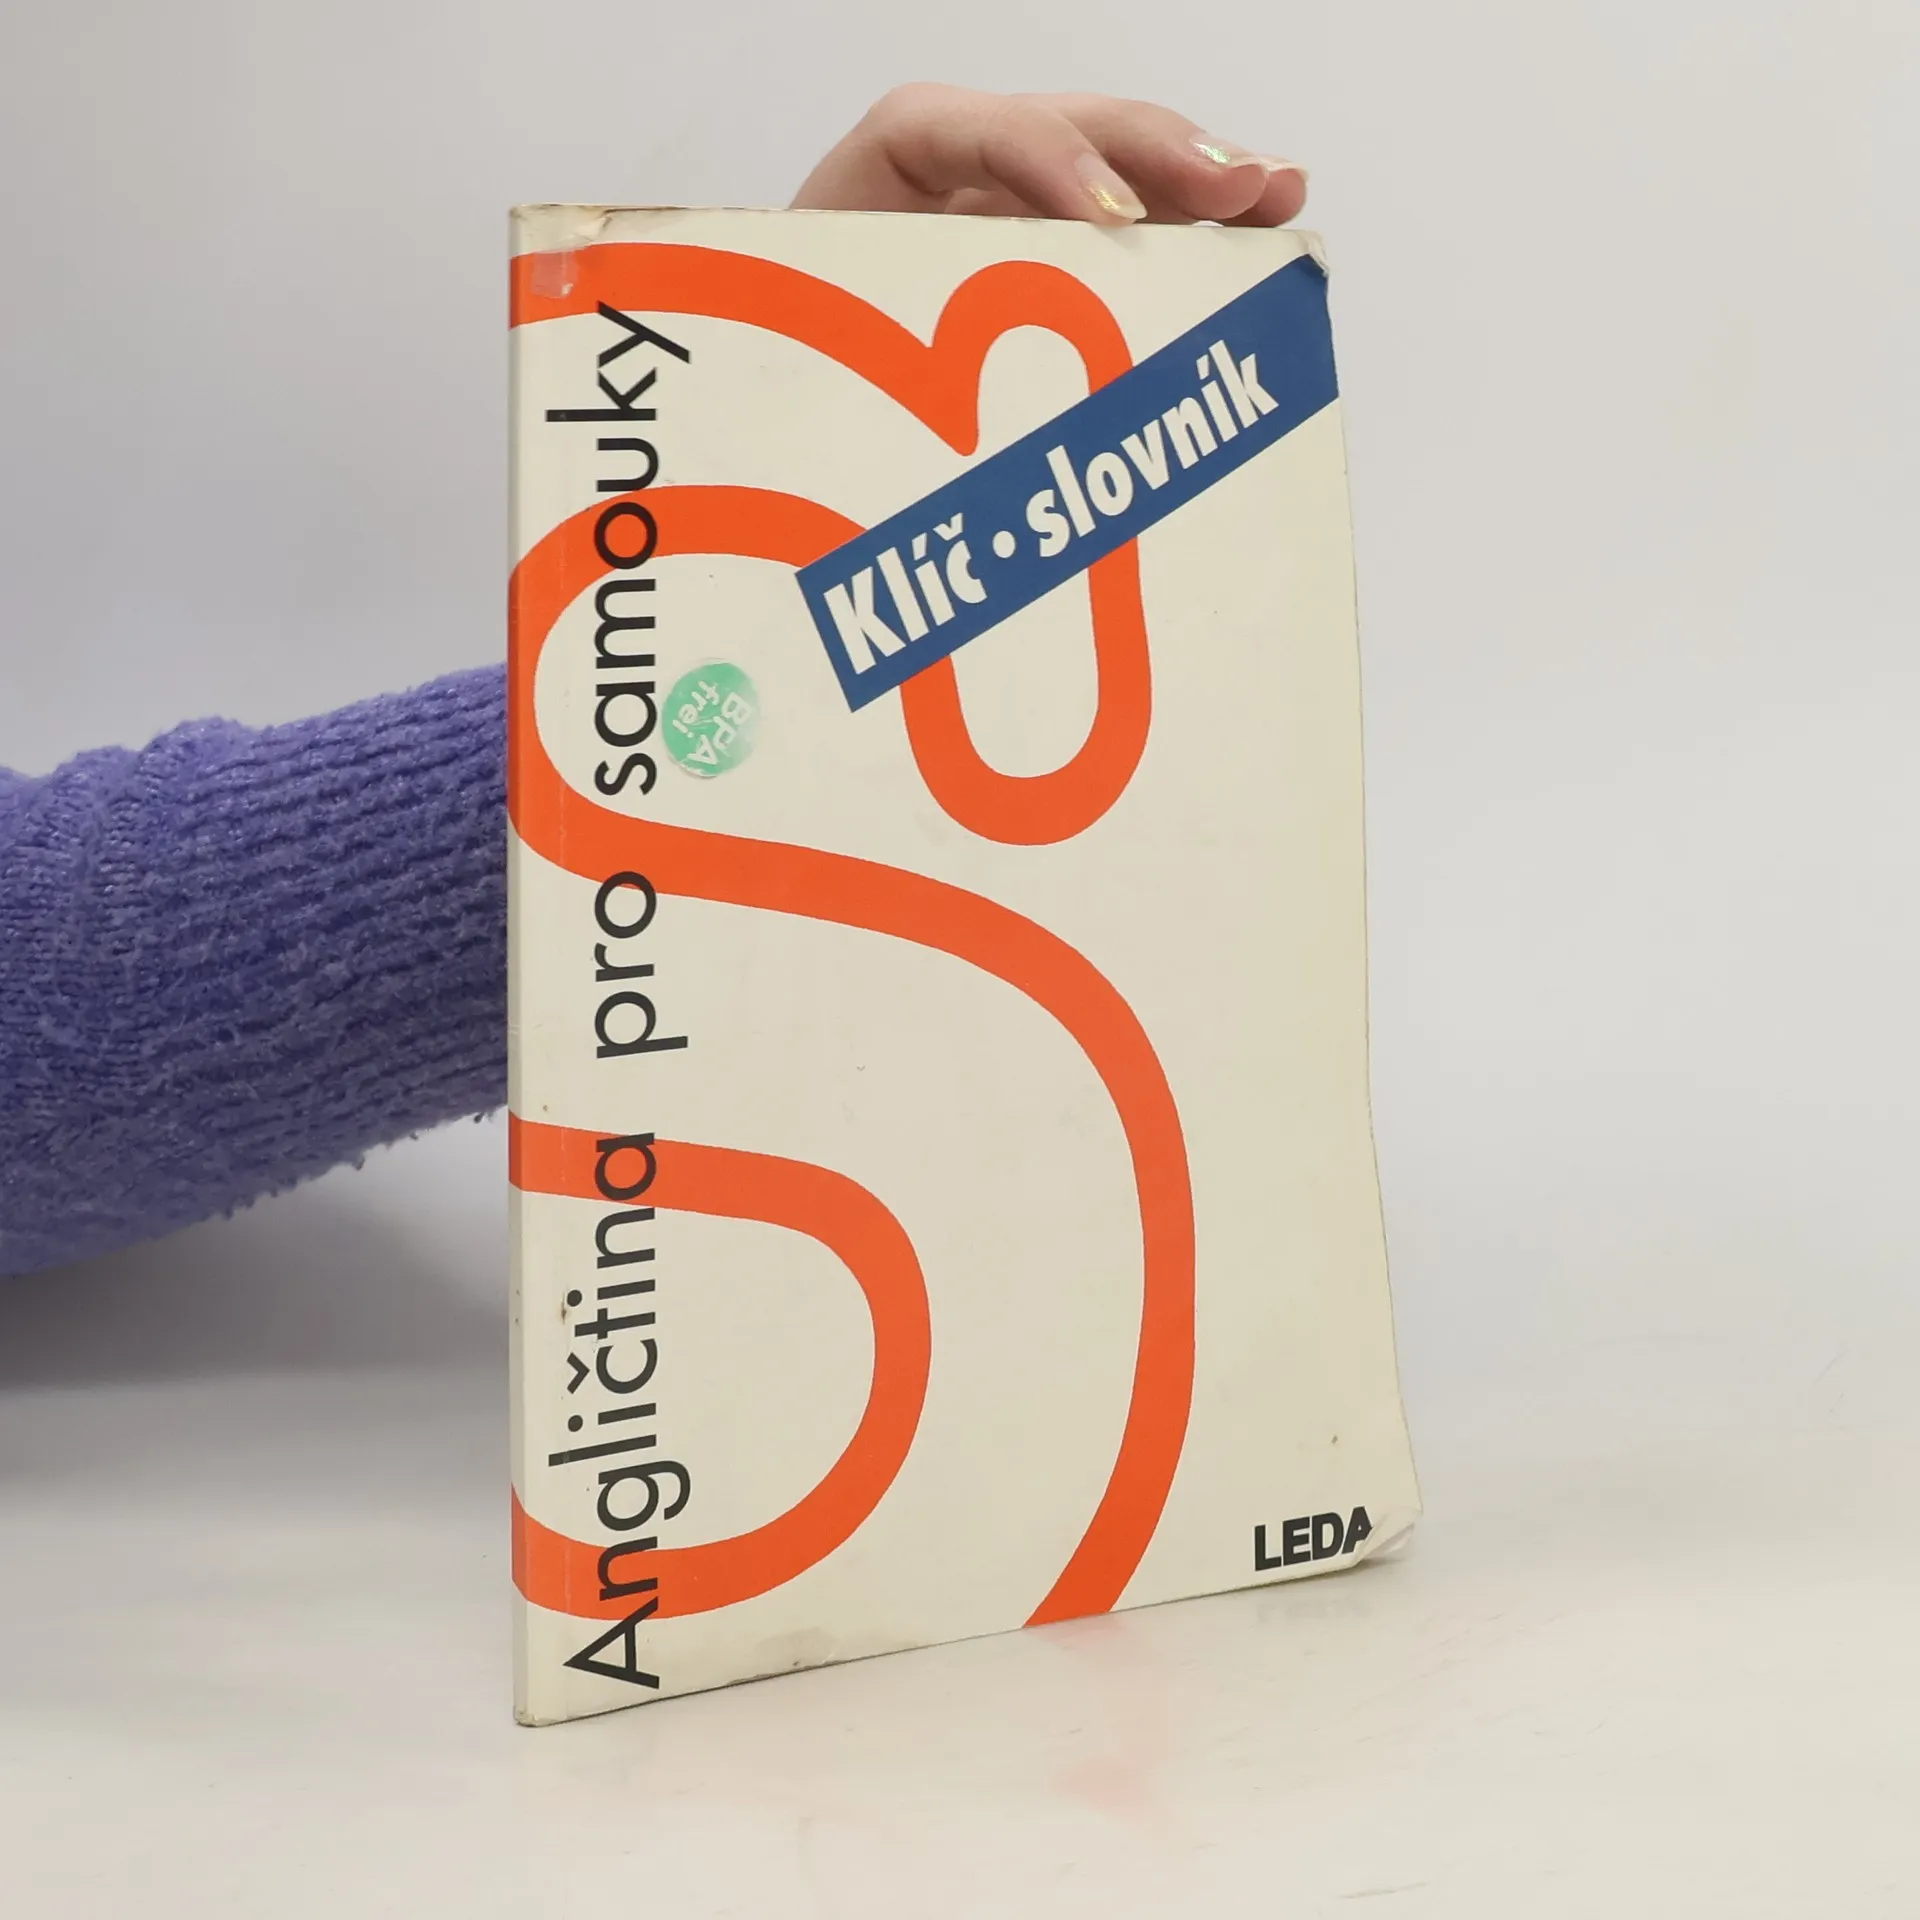 Angličtina pro samouky
Klíč • slovník
BPA
frei
LEDA